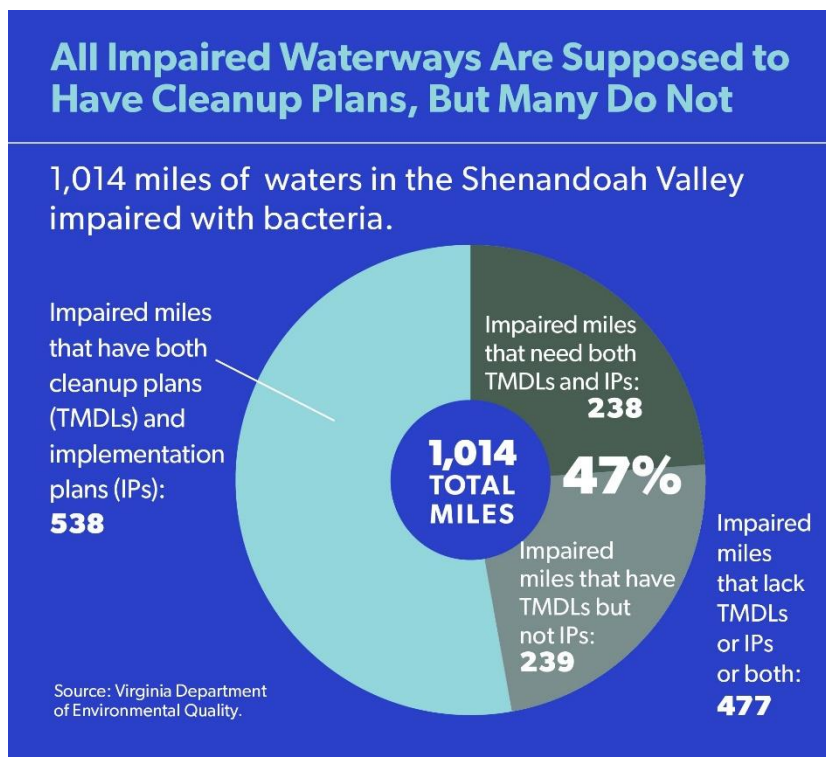 All Impaired Waterways Are Supposed to
Have Cleanup Plans, But Many Do Not
1,014 miles of waters in the Shenandoah Valley
impaired with bacteria.
Impaired miles
that have both
cleanup plans
(TMDLs) and
implementation
plans (IPs):
538
Impaired miles
that need both
TMDLs and IPs:
238
1,014
TOTAL
MILES
47%
Impaired
miles that have
TMDLs but
not IPs:
239
Impaired
miles
that lack
TMDLs
or IPs
or both:
477
Source: Virginia Department
of Environmental Quality.